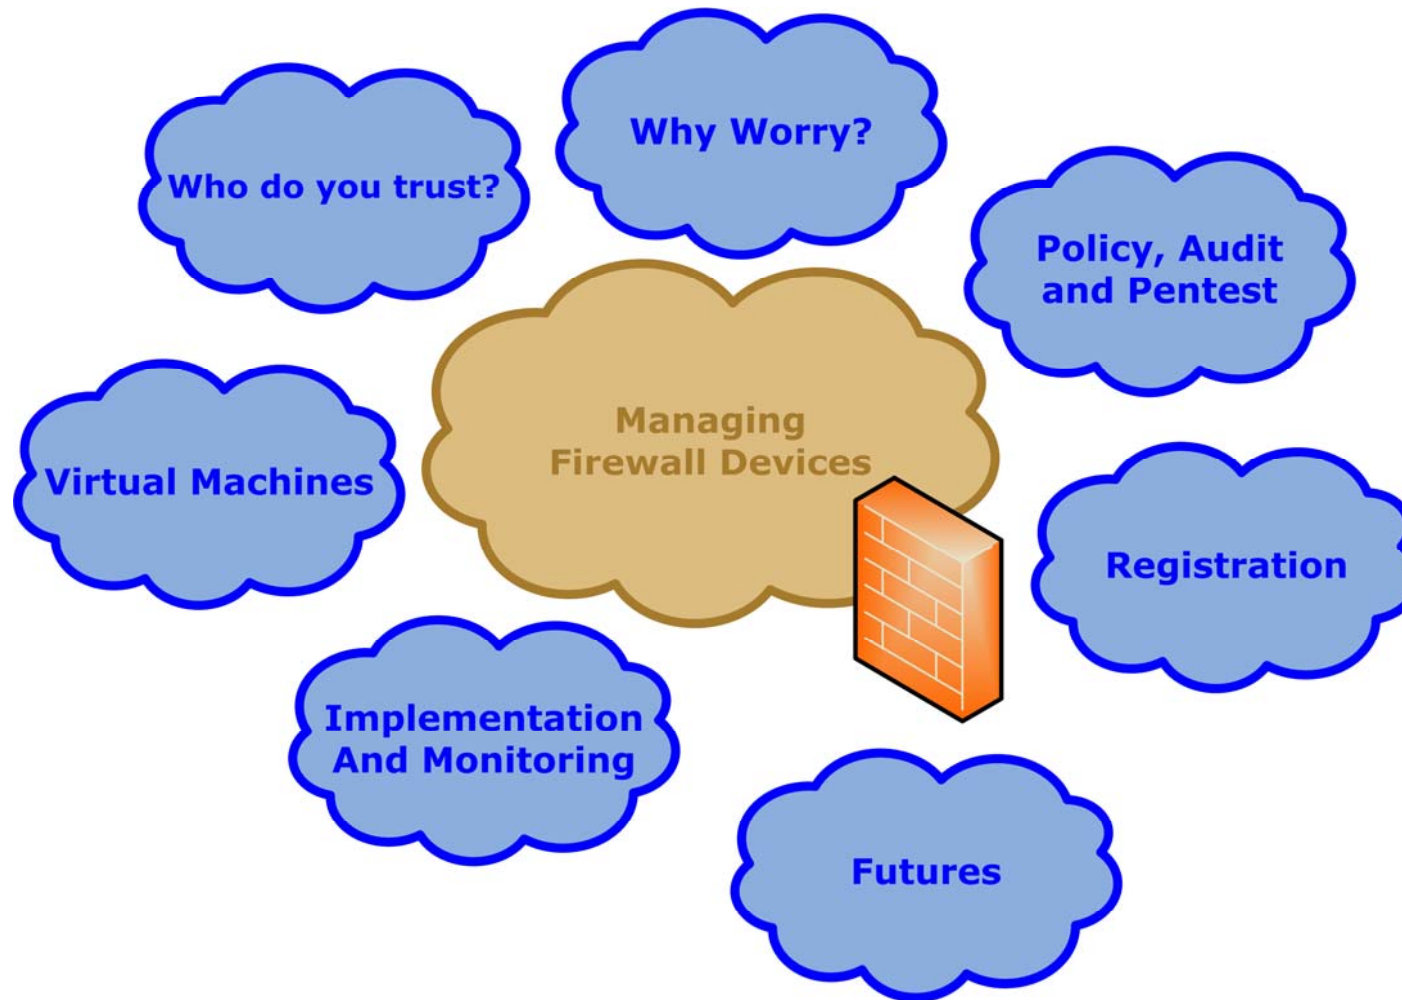 Why Worry?
Who do you trust?
Policy, Audit
and Pentest
Managing
Firewall Devices
Virtual Machines
Registration
Implementation
And Monitoring
Futures